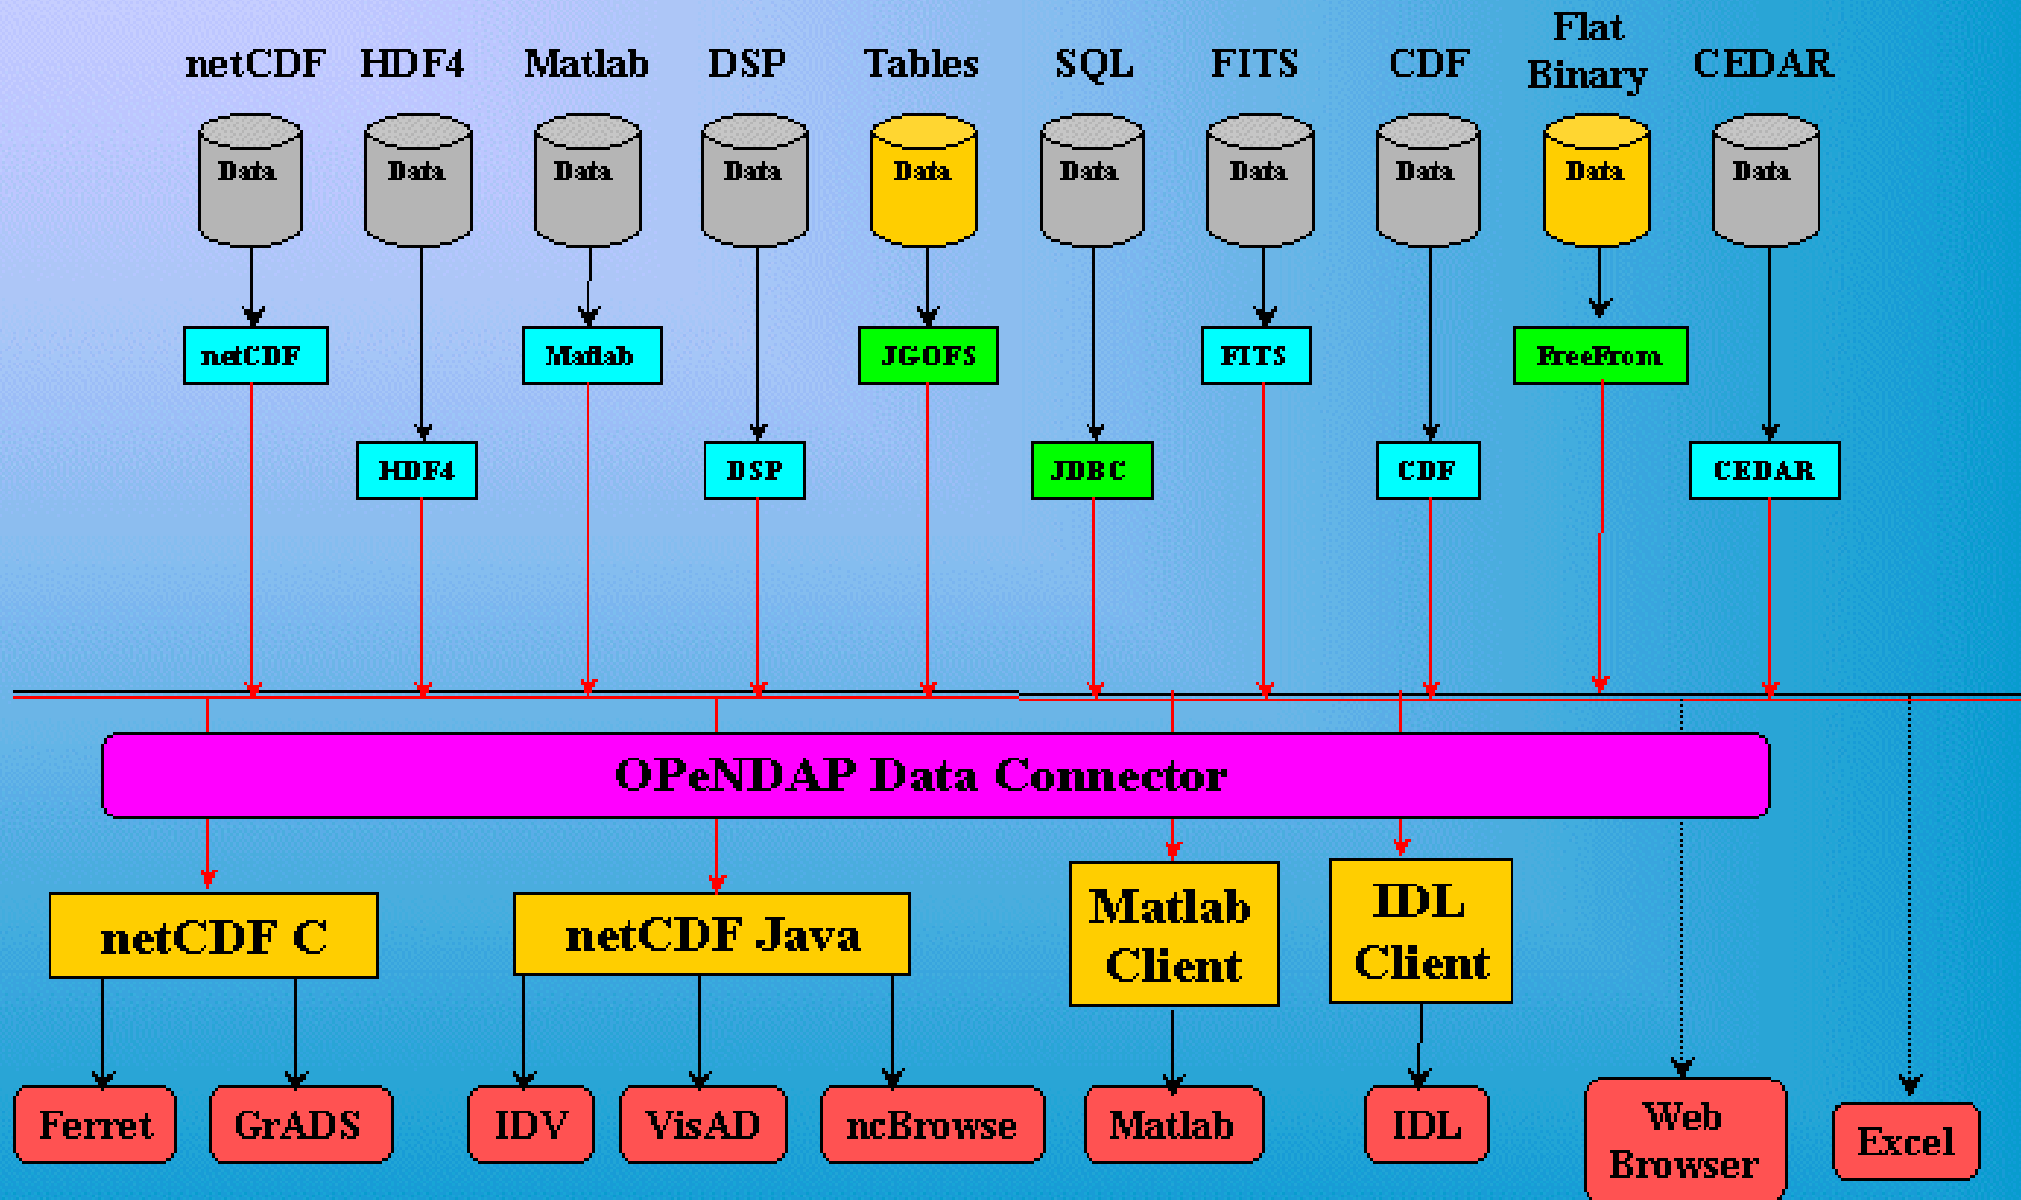 Flat
netCDF HDF4 Matlab DSP Tables SQL FITS CDF Binary CEDAR
Data Data Data Data Data Data Data Data Data Data
netCDF Matlab JGOFS FITS FreeFrom
HDF4 DSP JDBC CDF CEDAR
OPeNDAP Data Connector
netCDF C netCDF Java Matlab IDL
Client Client
Ferret GrADS IDV VisAD ncBrowse Matlab IDL Web
Browser Excel